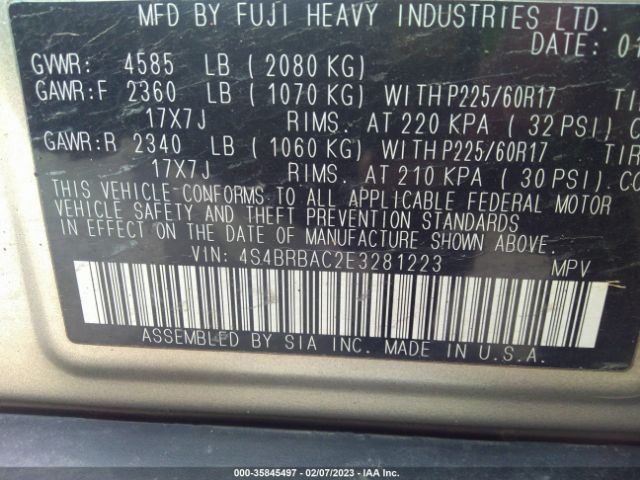 MFD BY FUJI HEAVY INDUSTRIES LTD.
DATE: 01
GVWR: 4585 LB (2080 KG)
GAWR:F 2360 LB (1070 KG) WITH P225/60R17 TI
17X7J RIMS. AT 220 KPA (32 PSI) C
GAWR:R 2340 LB (1060 KG) WITH P225/60R17 TIR
17X7J RIMS. AT 210 KPA (30 PSI). CO
THIS VEHICLE CONFORMS TO ALL APPLICABLE FEDERAL MOTOR
VEHICLE SAFETY AND THEFT PREVENTION STANDARDS
IN EFFECT ON THE DATE OF MANUFACTURE SHOWN ABOVE.
VIN: 4S4BRBAC2E3281223 MPV
ASSEMBLED BY SIA INC. MADE IN U.S.A.
000-35845497 - 02/07/2023 - IAA Inc.